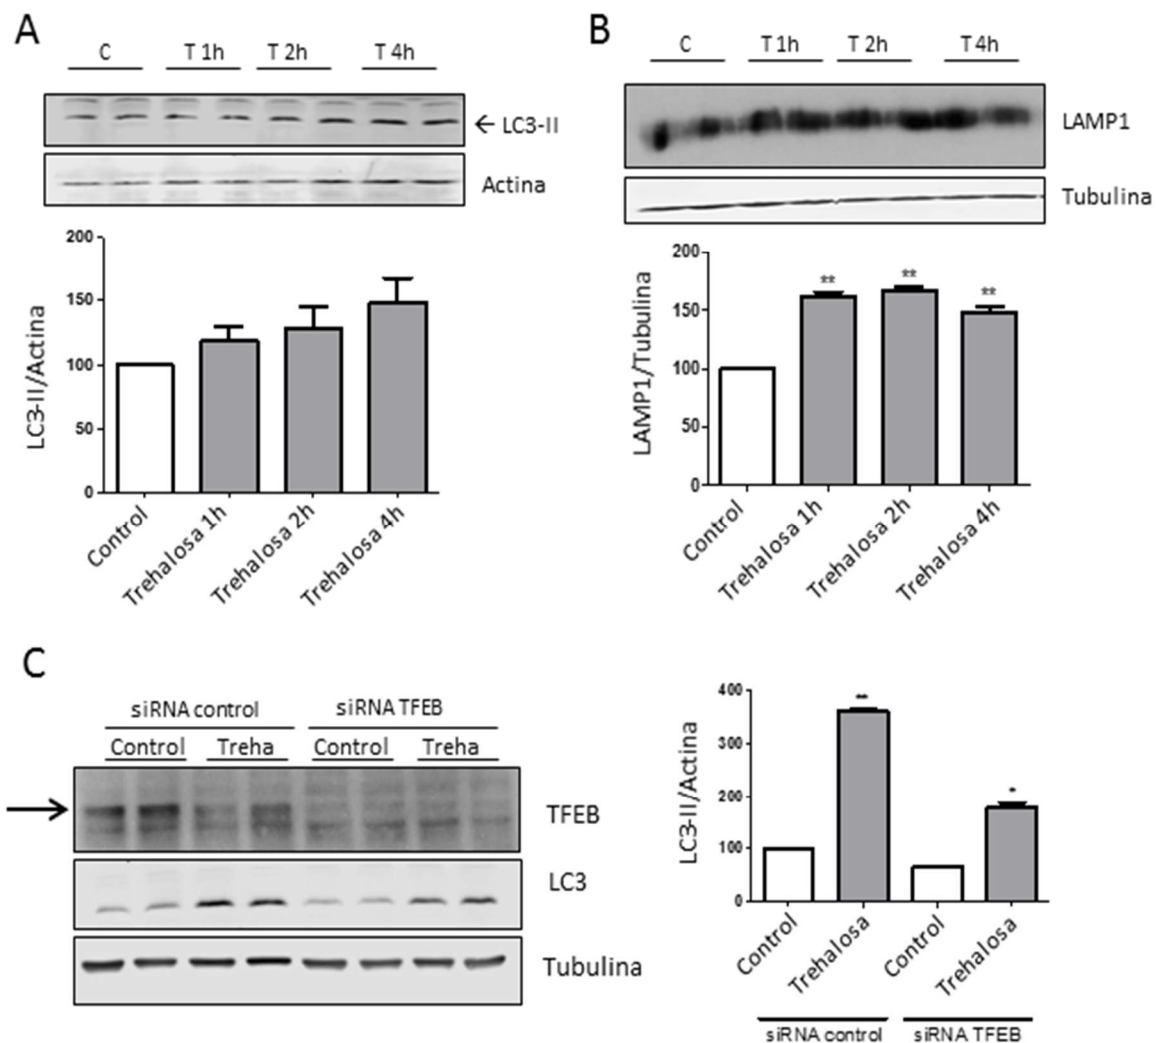 A
C T 1h T 2h T 4h
← LC3-II
Actina
200
150
100
50
0
LC3-II/Actina
Control
Trehalosa 1h
Trehalosa 2h
Trehalosa 4h
B
C T 1h T 2h T 4h
LAMP1
Tubulina
200
150
100
50
0
LAMP1/Tubulina
** ** **
Control
Trehalosa 1h
Trehalosa 2h
Trehalosa 4h
C
siRNA control siRNA TFEB
Control Treha Control Treha
TFEB
LC3
Tubulina
400
300
200
100
0
LC3-II/Actina
** *
Control
Trehalosa
Control
Trehalosa
siRNA control siRNA TFEB